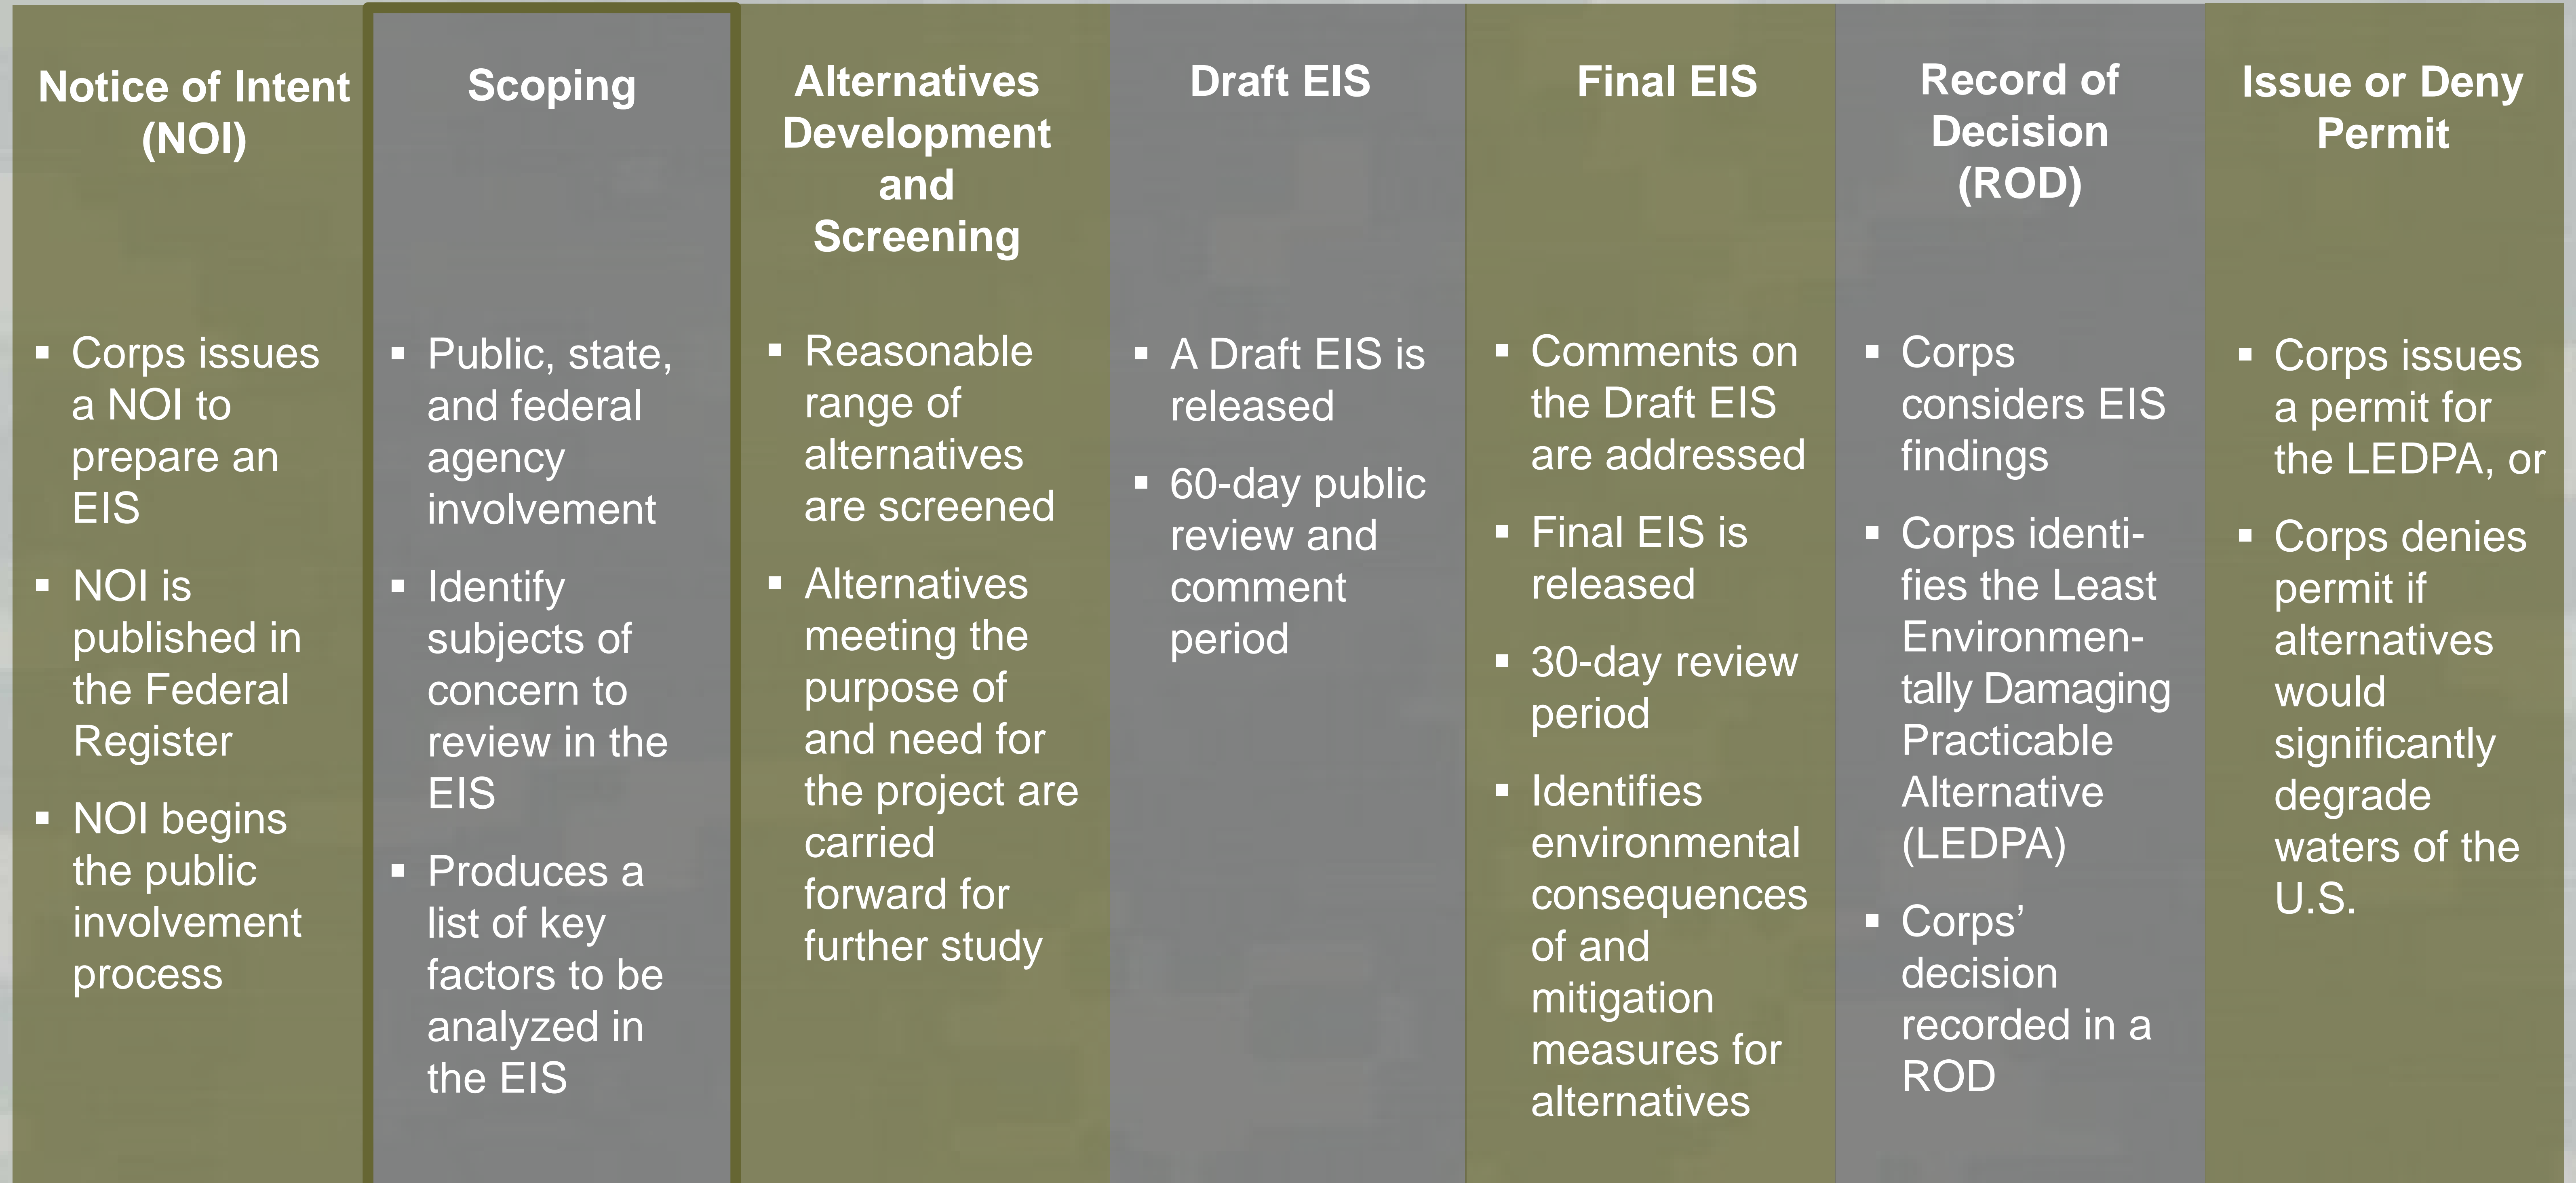 Notice of Intent
(NOI)
▪ Corps issues
a NOI to
prepare an
EIS
▪ NOI is
published in
the Federal
Register
▪ NOI begins
the public
involvement
process
Scoping
▪ Public, state,
and federal
agency
involvement
▪ Identify
subjects of
concern to
review in the
EIS
▪ Produces a
list of key
factors to be
analyzed in
the EIS
Alternatives
Development
and
Screening
▪ Reasonable
range of
alternatives
are screened
▪ Alternatives
meeting the
purpose of
and need for
the project are
carried
forward for
further study
Draft EIS
▪ A Draft EIS is
released
▪ 60-day public
review and
comment
period
Final EIS
▪ Comments on
the Draft EIS
are addressed
▪ Final EIS is
released
▪ 30-day review
period
▪ Identifies
environmental
consequences
of and
mitigation
measures for
alternatives
Record of
Decision
(ROD)
▪ Corps
considers EIS
findings
▪ Corps identi-
fies the Least
Environmen-
tally Damaging
Practicable
Alternative
(LEDPA)
▪ Corps’
decision
recorded in a
ROD
Issue or Deny
Permit
▪ Corps issues
a permit for
the LEDPA, or
▪ Corps denies
permit if
alternatives
would
significantly
degrade
waters of the
U.S.